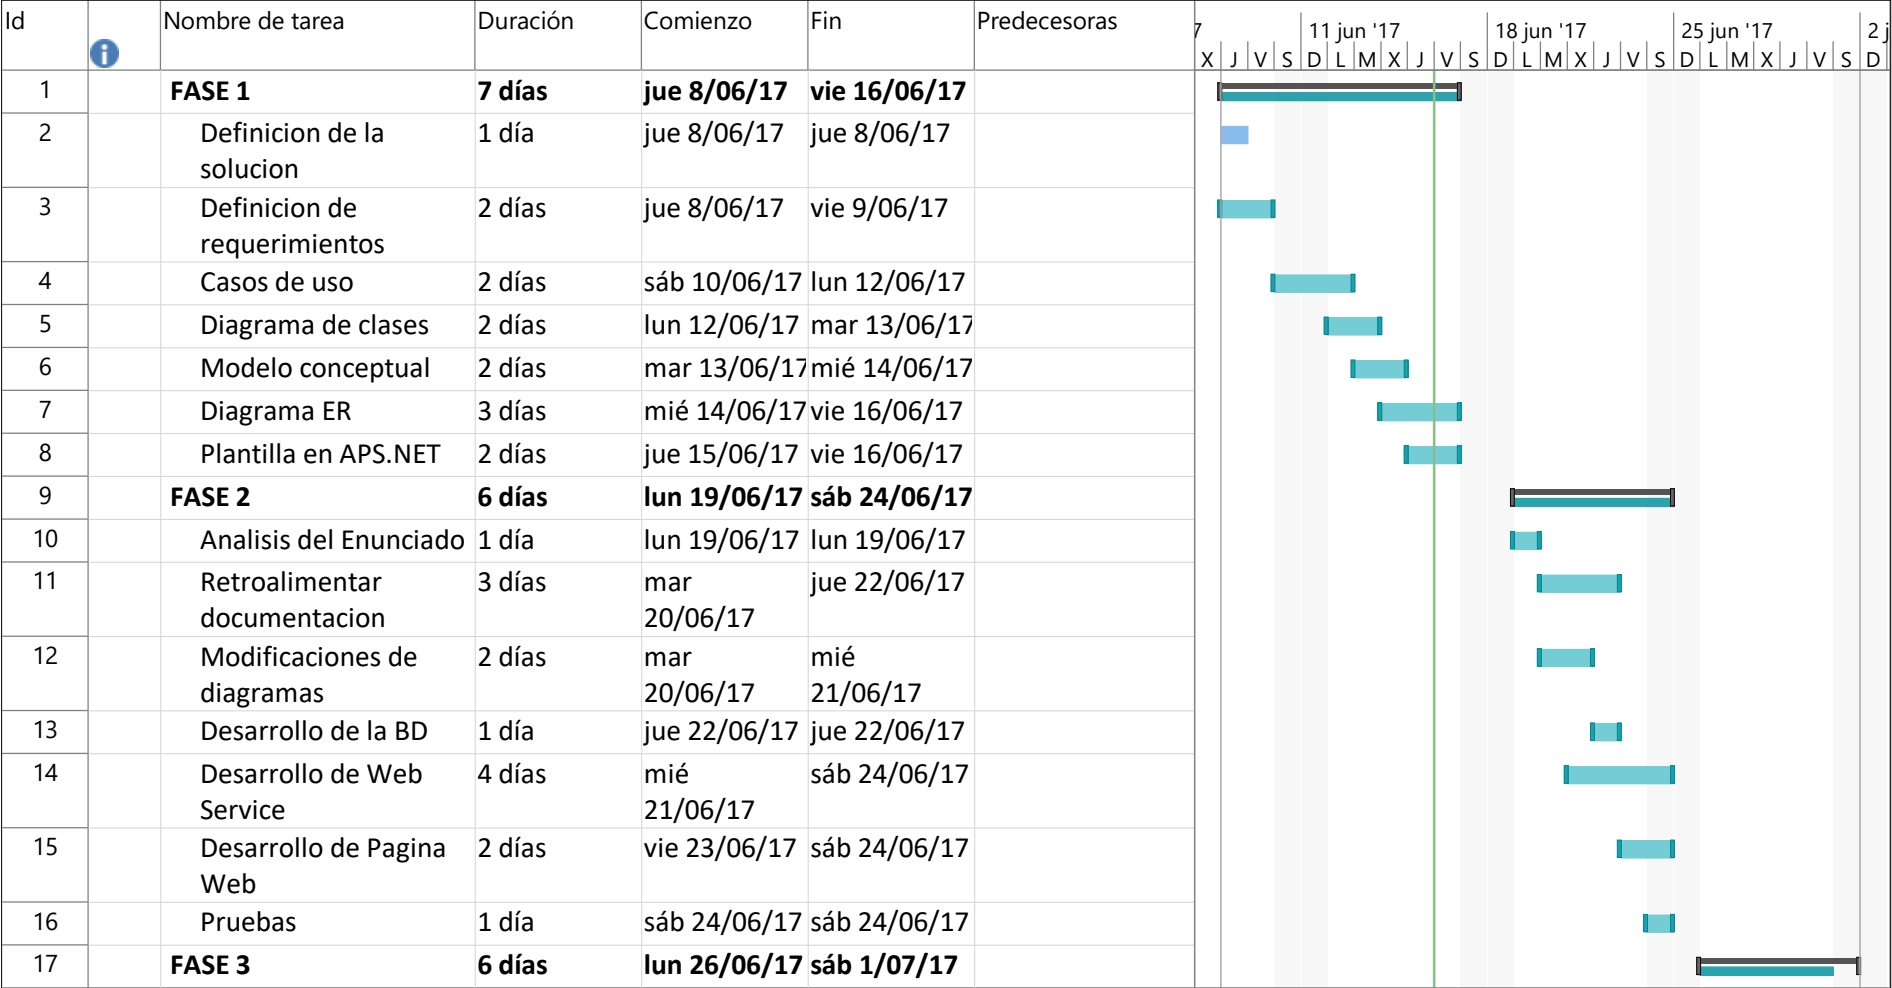 Id Nombre de tarea Duración Comienzo Fin Predecesoras
7 11 jun '17 18 jun '17 25 jun '17 2 j
X J V S D L M X J V S D L M X J V S D L M X J V S D
1 FASE 1 7 días jue 8/06/17 vie 16/06/17
2 Definicion de la 1 día jue 8/06/17 jue 8/06/17
solucion
3 Definicion de 2 días jue 8/06/17 vie 9/06/17
requerimientos
4 Casos de uso 2 días sáb 10/06/17 lun 12/06/17
5 Diagrama de clases 2 días lun 12/06/17 mar 13/06/17
6 Modelo conceptual 2 días mar 13/06/17 mié 14/06/17
7 Diagrama ER 3 días mié 14/06/17 vie 16/06/17
8 Plantilla en APS.NET 2 días jue 15/06/17 vie 16/06/17
9 FASE 2 6 días lun 19/06/17 sáb 24/06/17
10 Analisis del Enunciado 1 día lun 19/06/17 lun 19/06/17
11 Retroalimentar 3 días mar jue 22/06/17
documentacion 20/06/17
12 Modificaciones de 2 días mar mié
diagramas 20/06/17 21/06/17
13 Desarrollo de la BD 1 día jue 22/06/17 jue 22/06/17
14 Desarrollo de Web 4 días mié sáb 24/06/17
Service 21/06/17
15 Desarrollo de Pagina 2 días vie 23/06/17 sáb 24/06/17
Web
16 Pruebas 1 día sáb 24/06/17 sáb 24/06/17
17 FASE 3 6 días lun 26/06/17 sáb 1/07/17